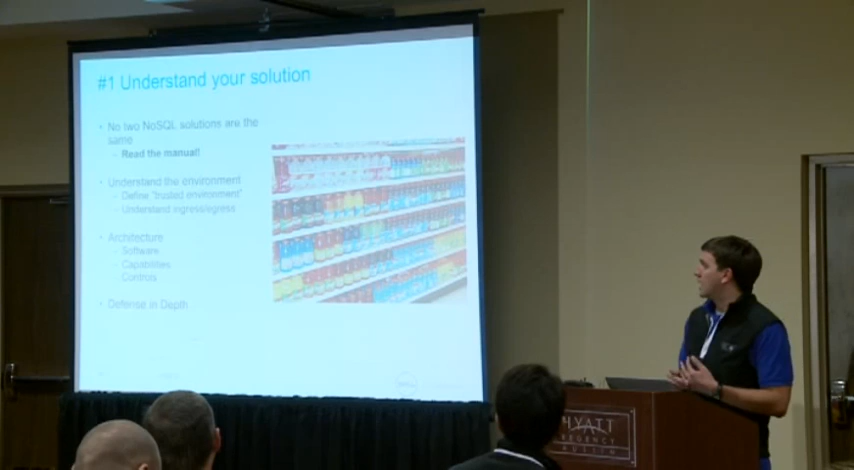 #1 Understand your solution
• No two NoSQL solutions are the
same
– Read the manual!
• Understand the environment
– Define "trusted environment"
– Understand ingress/egress
• Architecture
– Software
– Capabilities
– Controls
• Defense in Depth
HYATT
REGENCY
AUSTIN